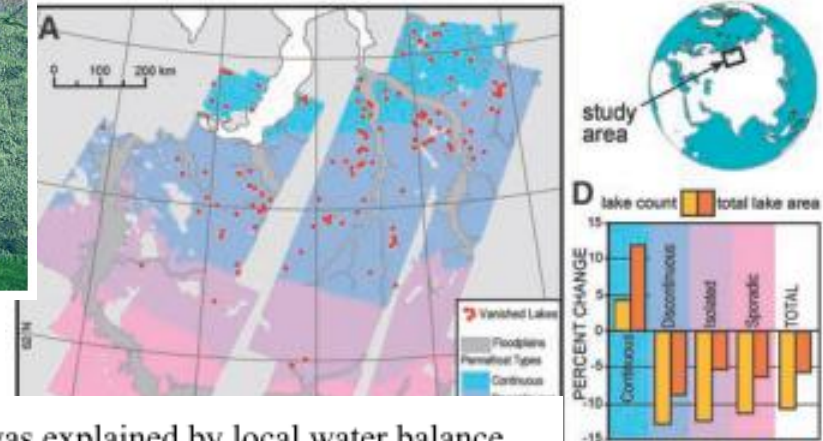 A
0 100 200 km
study
area
D lake count total lake area
PERCENT CHANGE
15
10
5
0
-5
-10
-15
Continuous
Discontinuous
Isolated
Sporadic
TOTAL
Vanished Lakes
Floodplains
Permafrost Types
Continuous
was explained by local water balance